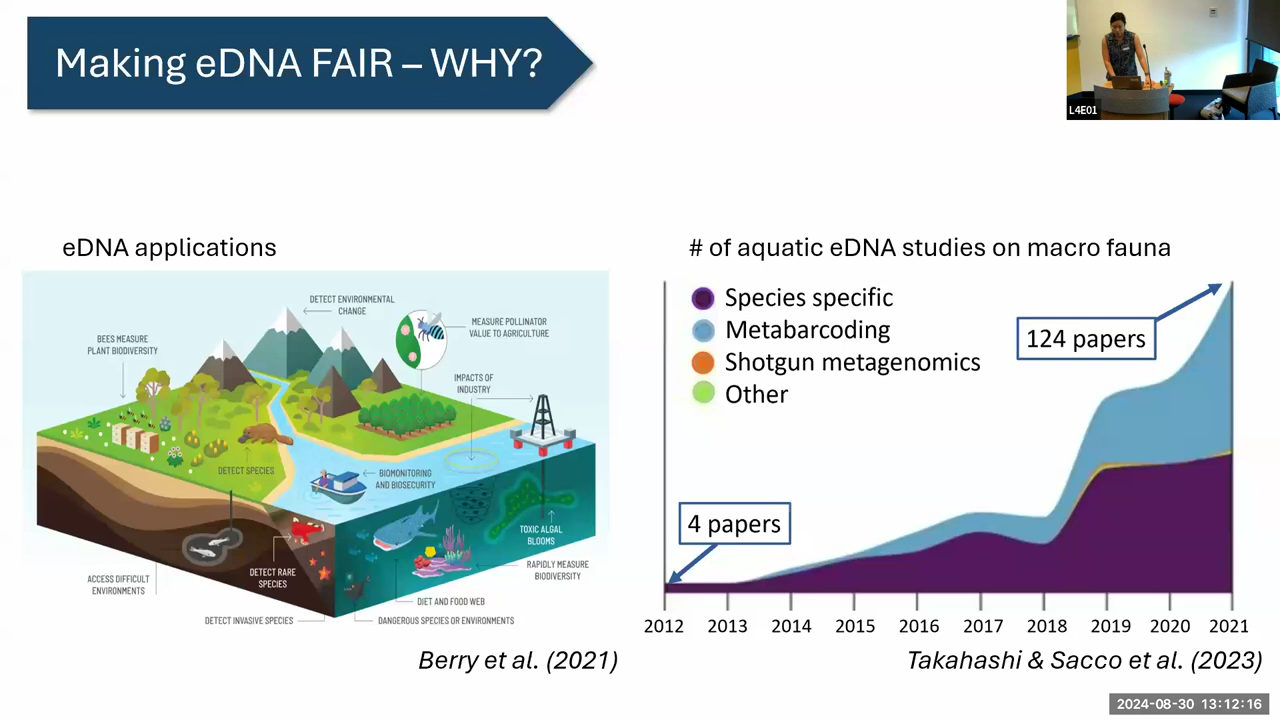 Making eDNA FAIR – WHY?
L4E01
eDNA applications
DETECT ENVIRONMENTAL
CHANGE
BEES MEASURE
PLANT BIODIVERSITY
MEASURE POLLINATOR
VALUE TO AGRICULTURE
IMPACTS OF
INDUSTRY
DETECT SPECIES
BIOMONITORING
AND BIOSECURITY
TOXIC ALGAL
BLOOMS
DETECT RARE
SPECIES
RAPIDLY MEASURE
BIODIVERSITY
ACCESS DIFFICULT
ENVIRONMENTS
DIET AND FOOD WEB
DETECT INVASIVE SPECIES
DANGEROUS SPECIES OR ENVIRONMENTS
Berry et al. (2021)
# of aquatic eDNA studies on macro fauna
Species specific
Metabarcoding
Shotgun metagenomics
Other
124 papers
4 papers
2012 2013 2014 2015 2016 2017 2018 2019 2020 2021
Takahashi & Sacco et al. (2023)
2024-08-30 13:12:16